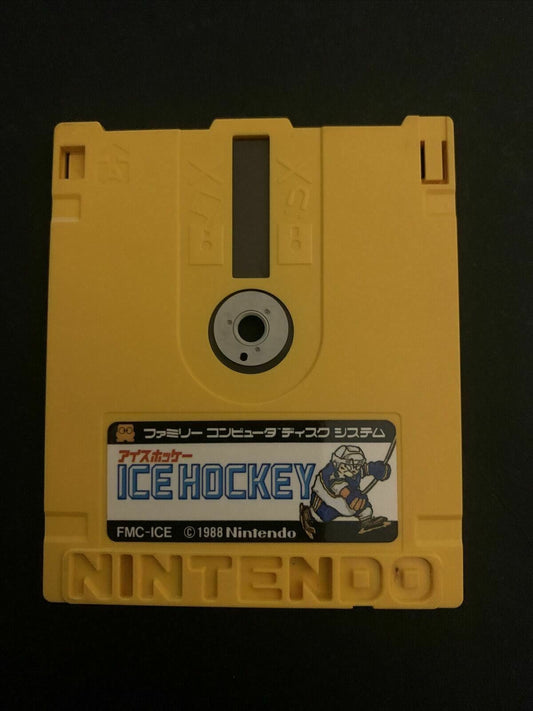 ファミリー コンピュータ ディスク システム
アイスホッケー
ICE HOCKEY
FMC-ICE ©1988 Nintendo
NINTENDO